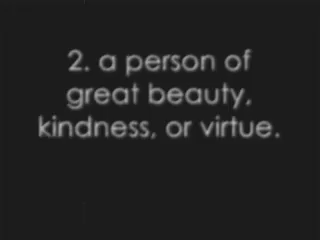 2. a person of
great beauty,
kindness, or virtue.